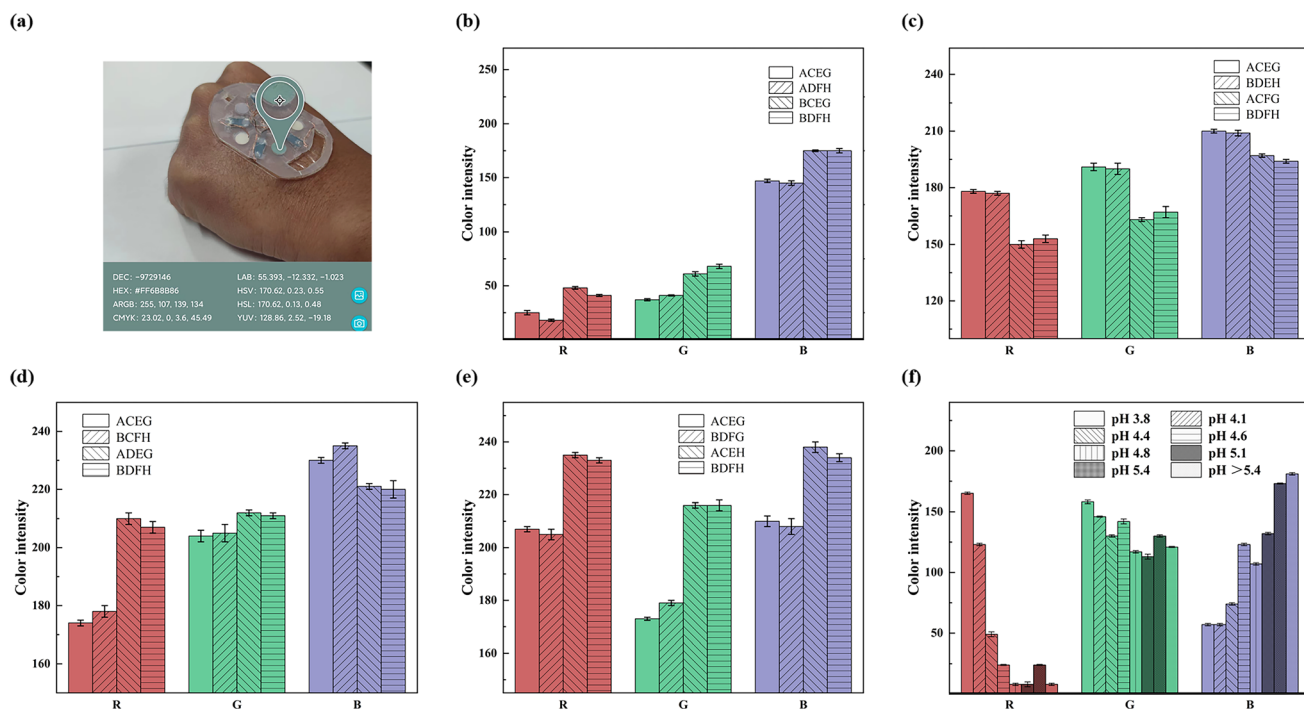 (a)
DEC: -9729146
HEX: #FF6B8B86
ARGB: 255, 107, 139, 134
CMYK: 23.02, 0, 3.6, 45.49
LAB: 55.393, -12.332, -1.023
HSV: 170.62, 0.23, 0.55
HSL: 170.62, 0.13, 0.48
YUV: 128.86, 2.52, -19.18
(b)
Color intensity
250
200
150
100
50
R
G
B
ACEG
ADFH
BCEG
BDFH
(c)
Color intensity
240
210
180
150
120
R
G
B
ACEG
BDEH
ACFG
BDFH
(d)
Color intensity
240
220
200
180
160
R
G
B
ACEG
BCFH
ADEG
BDFH
(e)
Color intensity
240
220
200
180
160
R
G
B
ACEG
BDFG
ACEH
BDFH
(f)
Color intensity
200
150
100
50
R
G
B
pH 3.8
pH 4.1
pH 4.4
pH 4.6
pH 4.8
pH 5.1
pH 5.4
pH >5.4